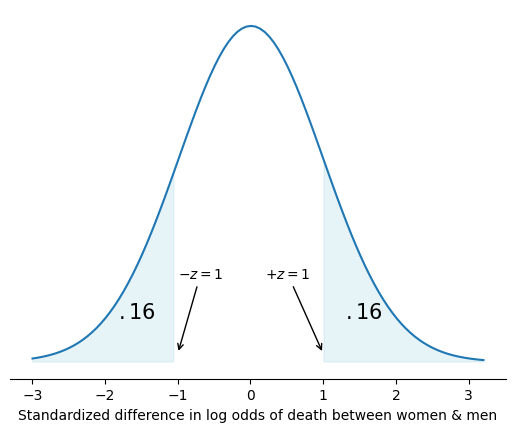 −z = 1 +z = 1
.16 .16
−3 −2 −1 0 1 2 3
Standardized difference in log odds of death between women & men